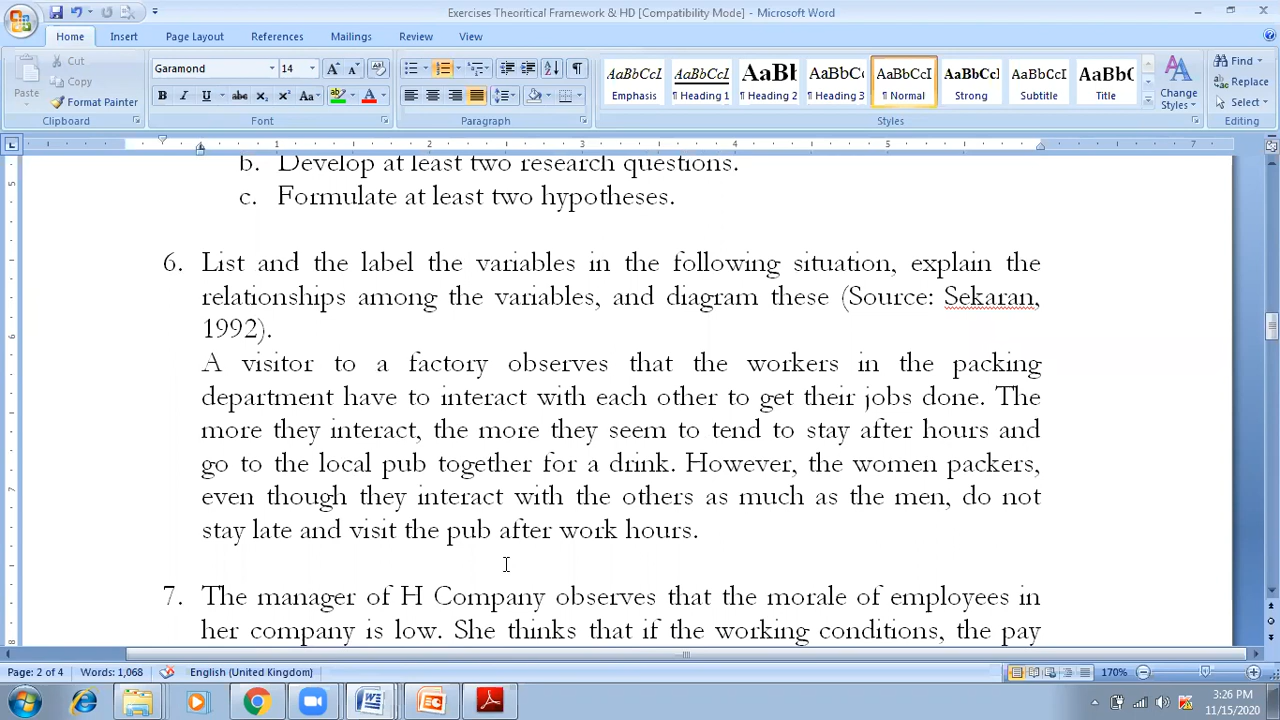 Exercises Theoritical Framework & HD [Compatibility Mode] - Microsoft Word
Home Insert Page Layout References Mailings Review View
Cut
Copy
Paste
Format Painter
Clipboard
Garamond 14
Font
Paragraph
AaBbCcI AaBbCcI AaBb AaBbC AaBbCcI AaBbCcI AaBbCcI AaBbC
Emphasis ¶ Heading 1 ¶ Heading 2 ¶ Heading 3 ¶ Normal Strong Subtitle Title
Change Styles
Styles
Find
Replace
Select
Editing
1 2 3 4 5 6 7
b. Develop at least two research questions.
c. Formulate at least two hypotheses.
6. List and the label the variables in the following situation, explain the
relationships among the variables, and diagram these (Source: Sekaran,
1992).
A visitor to a factory observes that the workers in the packing
department have to interact with each other to get their jobs done. The
more they interact, the more they seem to tend to stay after hours and
go to the local pub together for a drink. However, the women packers,
even though they interact with the others as much as the men, do not
stay late and visit the pub after work hours.
7. The manager of H Company observes that the morale of employees in
her company is low. She thinks that if the working conditions, the pay
Page: 2 of 4 Words: 1,068 English (United Kingdom) 170%
3:26 PM
11/15/2020